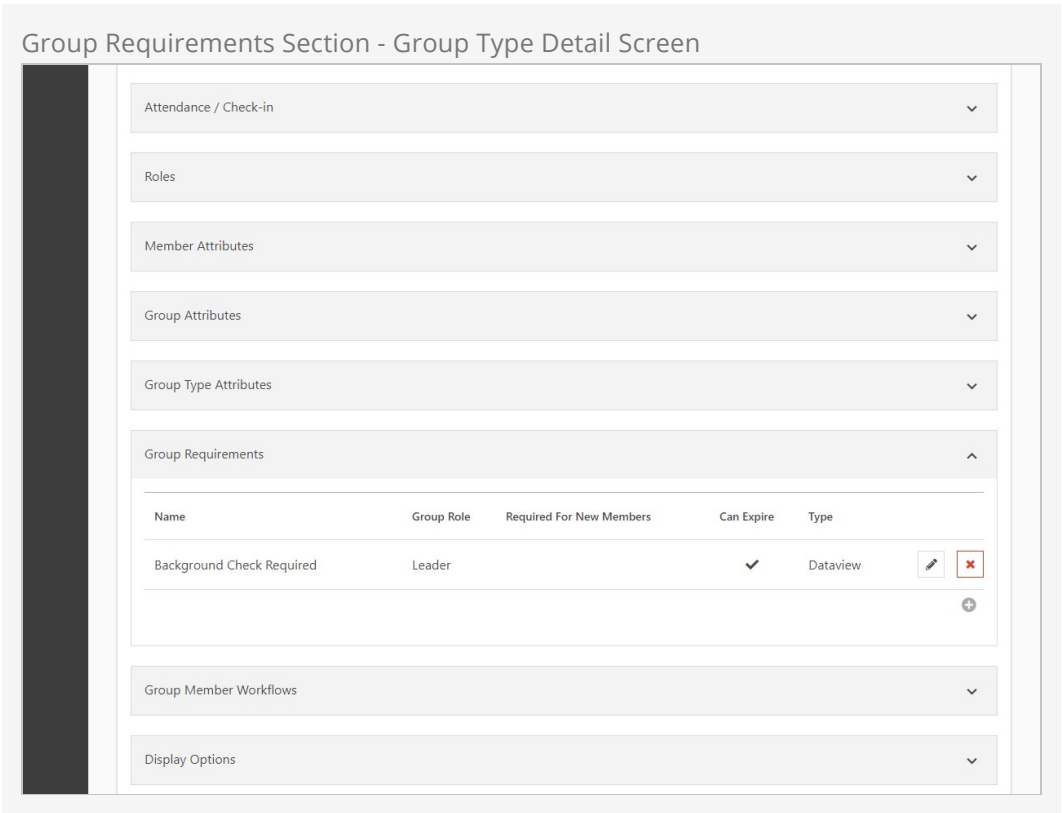 Group Requirements Section - Group Type Detail Screen
Attendance / Check-in
Roles
Member Attributes
Group Attributes
Group Type Attributes
Group Requirements
Name Group Role Required For New Members Can Expire Type
Background Check Required Leader Dataview
Group Member Workflows
Display Options